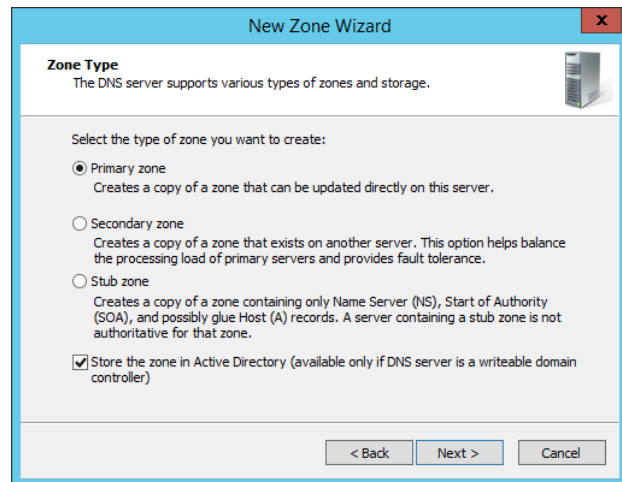 New Zone Wizard
x
Zone Type
The DNS server supports various types of zones and storage.
Select the type of zone you want to create:
Primary zone
Creates a copy of a zone that can be updated directly on this server.
Secondary zone
Creates a copy of a zone that exists on another server. This option helps balance
the processing load of primary servers and provides fault tolerance.
Stub zone
Creates a copy of a zone containing only Name Server (NS), Start of Authority
(SOA), and possibly glue Host (A) records. A server containing a stub zone is not
authoritative for that zone.
Store the zone in Active Directory (available only if DNS server is a writeable domain
controller)
< Back
Next >
Cancel